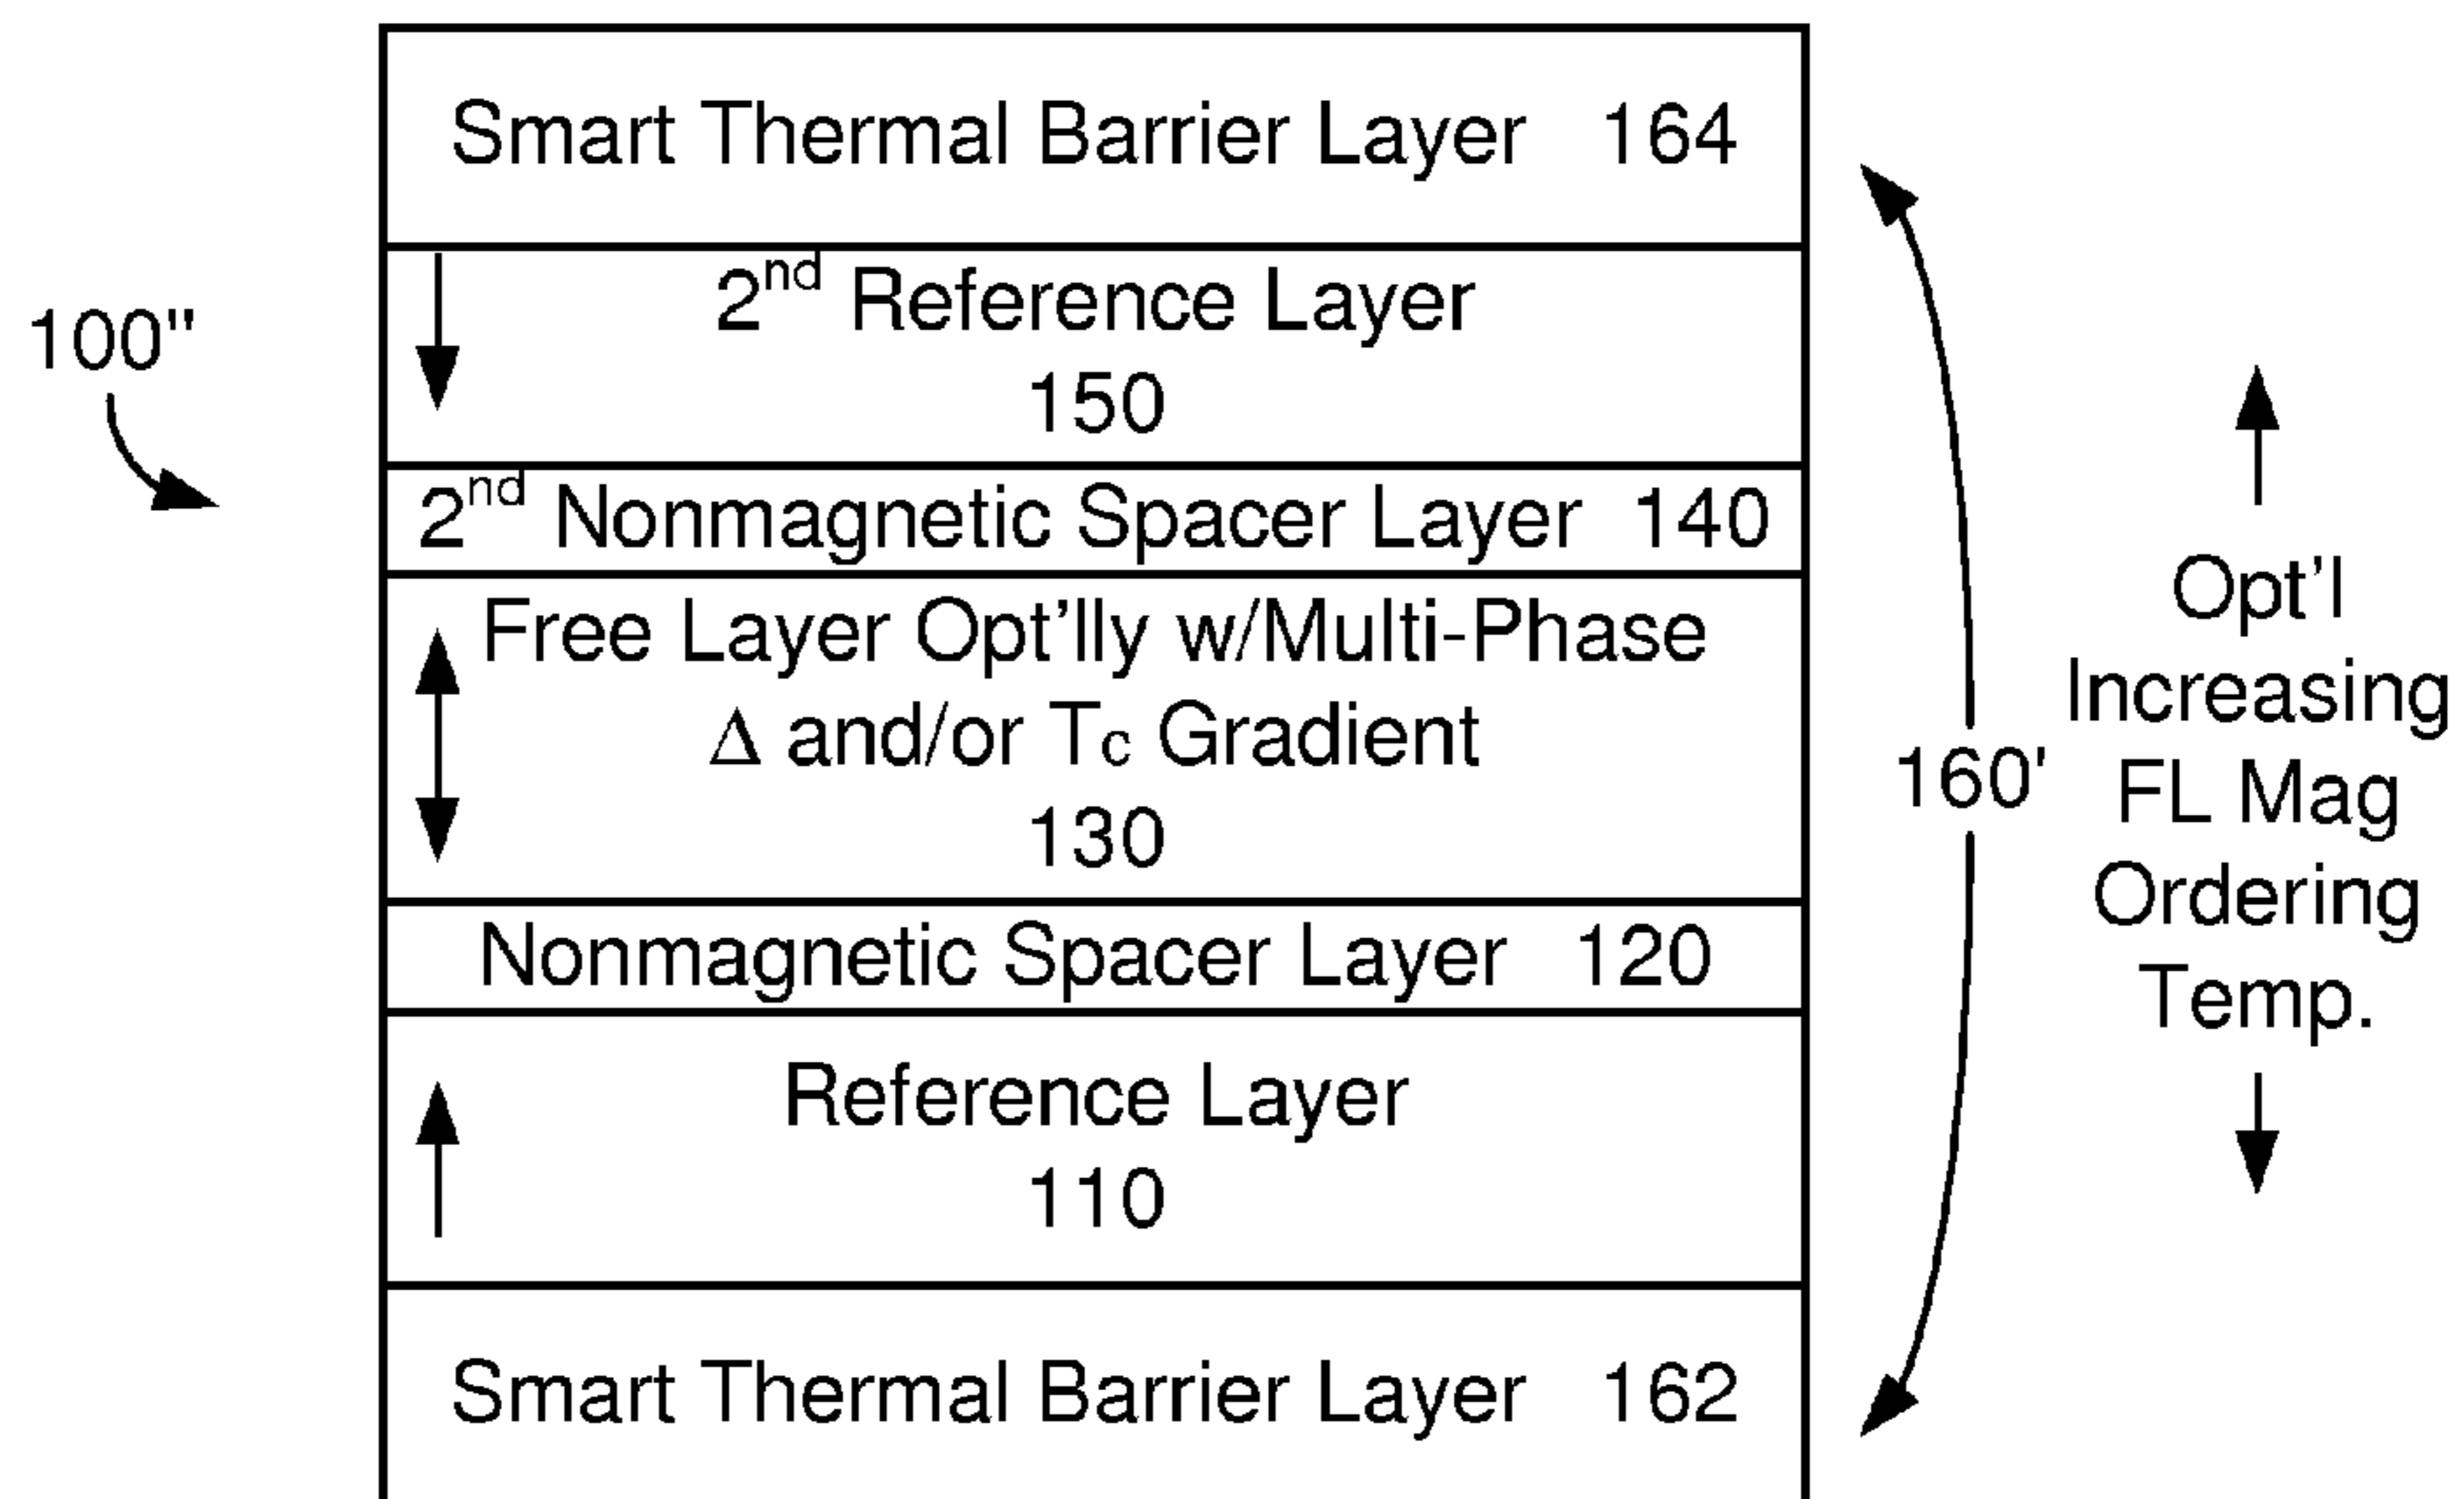 Smart Thermal Barrier Layer 164
100"
2nd Reference Layer
150
2nd Nonmagnetic Spacer Layer 140
Free Layer Opt'lly w/Multi-Phase
Δ and/or Tc Gradient
130
Nonmagnetic Spacer Layer 120
Reference Layer
110
Smart Thermal Barrier Layer 162
160'
Opt'l
Increasing
FL Mag
Ordering
Temp.